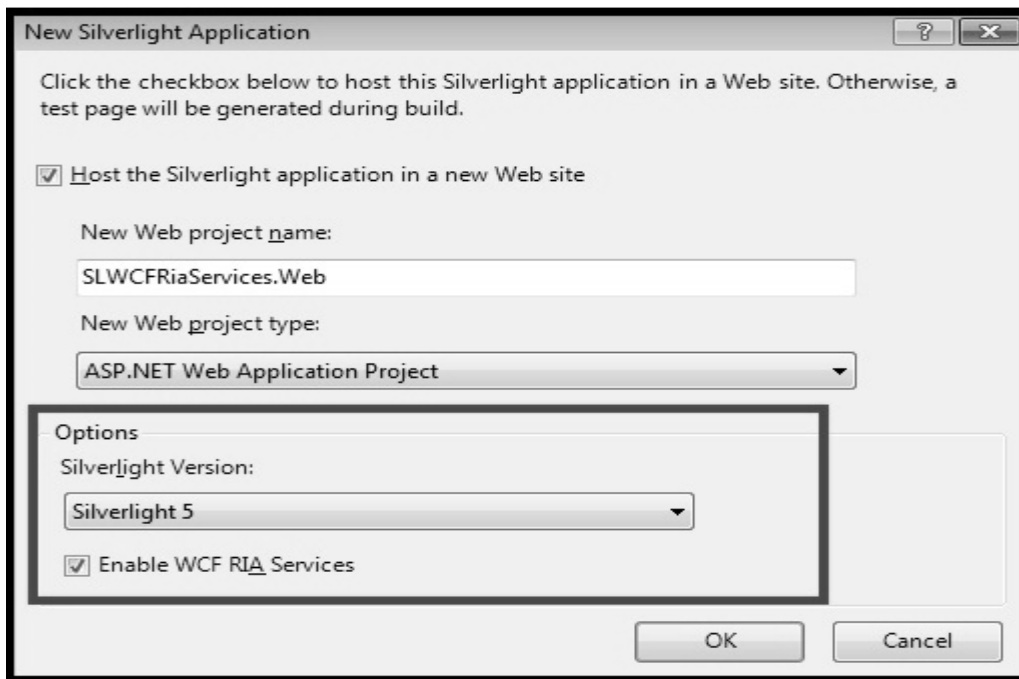 New Silverlight Application
Click the checkbox below to host this Silverlight application in a Web site. Otherwise, a
test page will be generated during build.
Host the Silverlight application in a new Web site
New Web project name:
SLWCFRiaServices.Web
New Web project type:
ASP.NET Web Application Project
Options
Silverlight Version:
Silverlight 5
Enable WCF RIA Services
OK Cancel